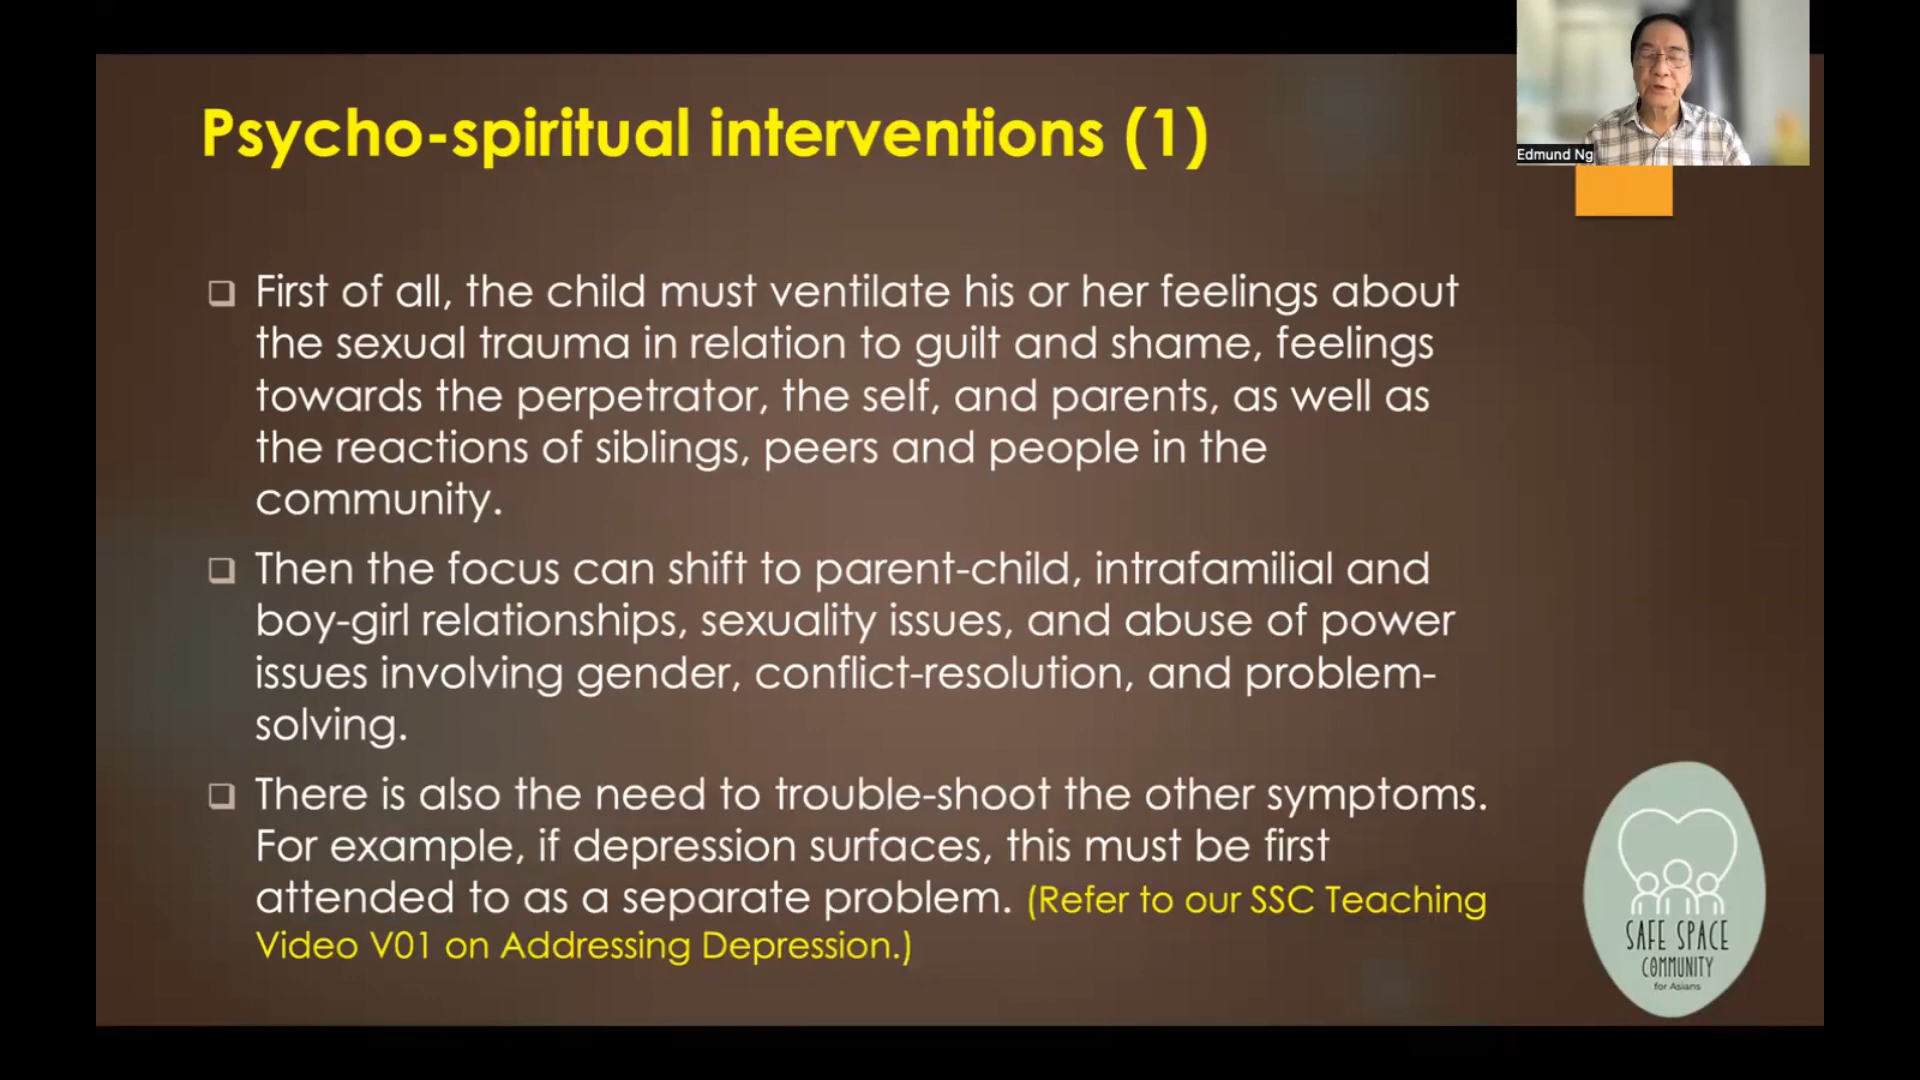 Psycho-spiritual interventions (1)
Edmund Ng
First of all, the child must ventilate his or her feelings about
the sexual trauma in relation to guilt and shame, feelings
towards the perpetrator, the self, and parents, as well as
the reactions of siblings, peers and people in the
community.
Then the focus can shift to parent-child, intrafamilial and
boy-girl relationships, sexuality issues, and abuse of power
issues involving gender, conflict-resolution, and problem-
solving.
There is also the need to trouble-shoot the other symptoms.
For example, if depression surfaces, this must be first
attended to as a separate problem. (Refer to our SSC Teaching
Video V01 on Addressing Depression.)
SAFE SPACE
COMMUNITY
for Asians